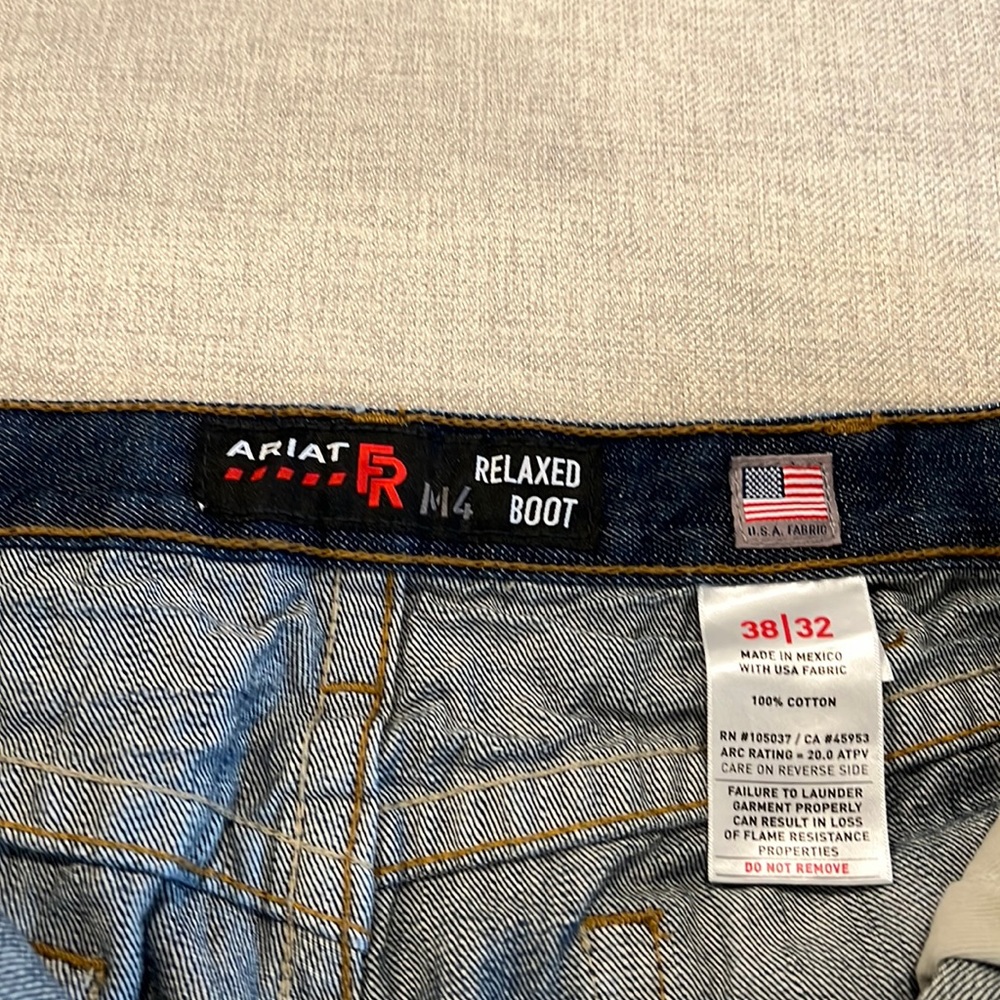 ARIAT FR
M4
RELAXED
BOOT
U.S.A. FABRIC
38|32
MADE IN MEXICO
WITH USA FABRIC
100% COTTON
RN #105037 / CA #45953
ARC RATING = 20.0 ATPV
CARE ON REVERSE SIDE
FAILURE TO LAUNDER
GARMENT PROPERLY
CAN RESULT IN LOSS
OF FLAME RESISTANCE
PROPERTIES
DO NOT REMOVE